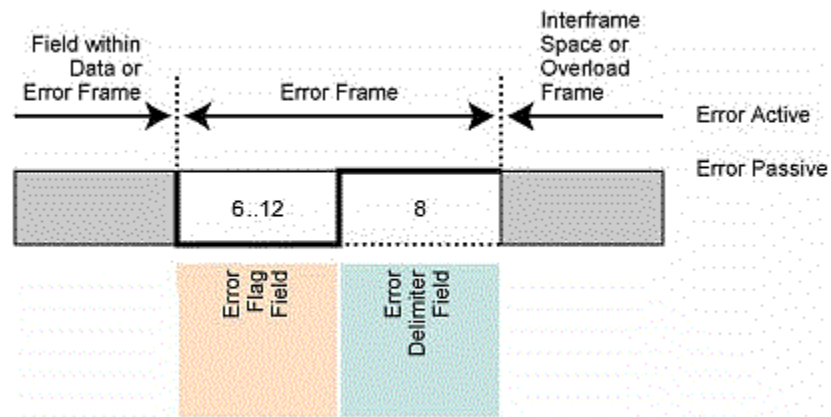 Field within
Data or
Error Frame
Error Frame
Interframe
Space or
Overload
Frame
Error Active
Error Passive
6..12
8
Error
Flag
Field
Error
Delimiter
Field